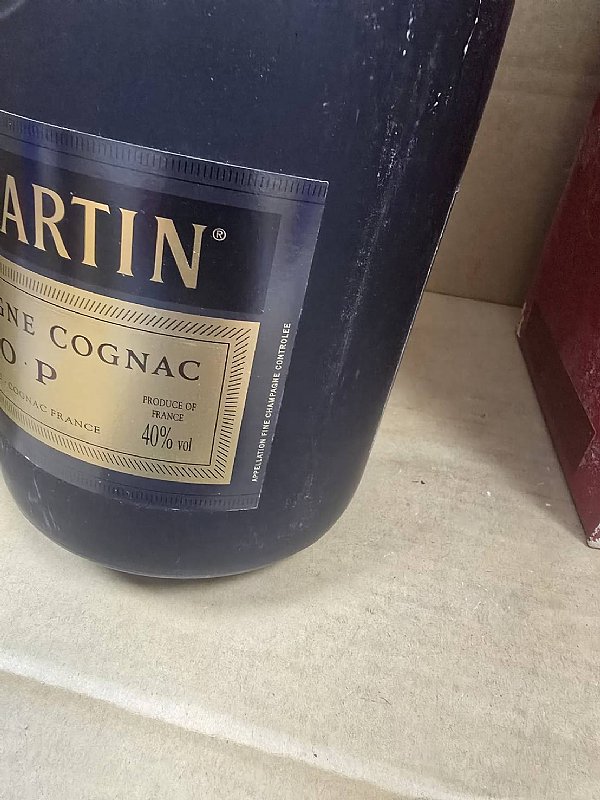 ARTIN®
GNE COGNAC
O.P
PRODUCE OF
FRANCE
COGNAC FRANCE
40% vol
APPELLATION FINE CHAMPAGNE CONTROLEE